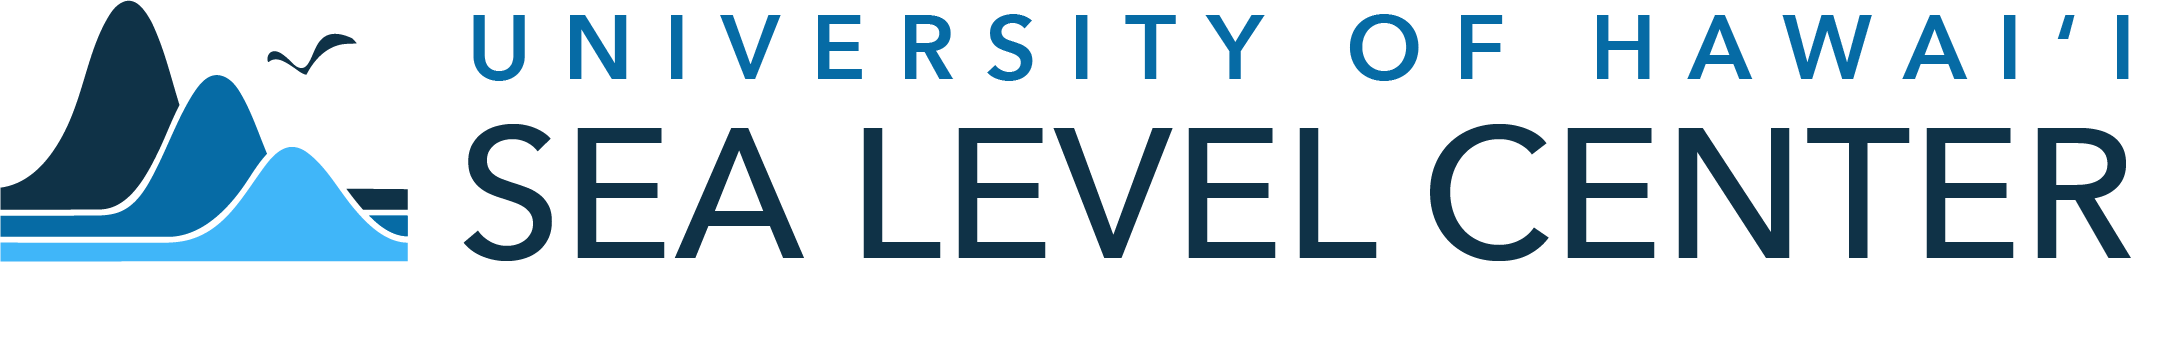 UNIVERSITY OF HAWAIʻI
SEA LEVEL CENTER